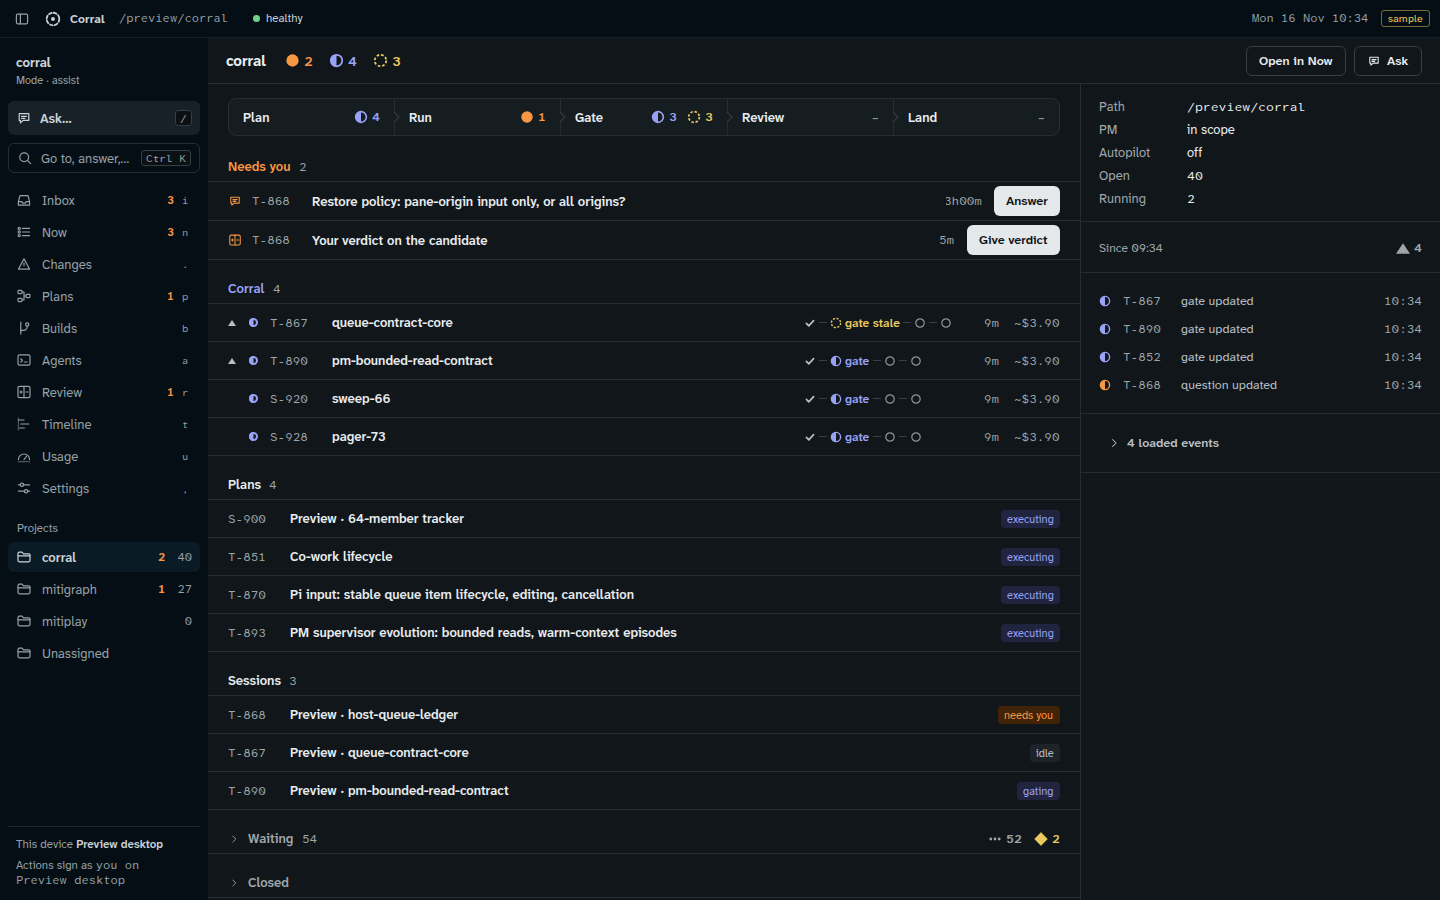 Corral /preview/corral healthy Mon 16 Nov 10:34 sample
corral
Mode · assist
Ask... /
Go to, answer,... Ctrl K
Inbox 3 i
Now 3 n
Changes .
Plans 1 p
Builds b
Agents a
Review 1 r
Timeline t
Usage u
Settings ,
Projects
corral 2 40
mitigraph 1 27
mitiplay 0
Unassigned
This device Preview desktop
Actions sign as you on
Preview desktop
corral 2 4 3 Open in Now Ask
Plan 4 Run 1 Gate 3 3 Review – Land –
Needs you 2
T-868 Restore policy: pane-origin input only, or all origins? 3h00m Answer
T-868 Your verdict on the candidate 5m Give verdict
Corral 4
T-867 queue-contract-core gate stale 9m ~$3.90
T-890 pm-bounded-read-contract gate 9m ~$3.90
S-920 sweep-66 gate 9m ~$3.90
S-928 pager-73 gate 9m ~$3.90
Plans 4
S-900 Preview · 64-member tracker executing
T-851 Co-work lifecycle executing
T-870 Pi input: stable queue item lifecycle, editing, cancellation executing
T-893 PM supervisor evolution: bounded reads, warm-context episodes executing
Sessions 3
T-868 Preview · host-queue-ledger needs you
T-867 Preview · queue-contract-core idle
T-890 Preview · pm-bounded-read-contract gating
Waiting 54 52 2
Closed
Path /preview/corral
PM in scope
Autopilot off
Open 40
Running 2
Since 09:34 4
T-867 gate updated 10:34
T-890 gate updated 10:34
T-852 gate updated 10:34
T-868 question updated 10:34
4 loaded events